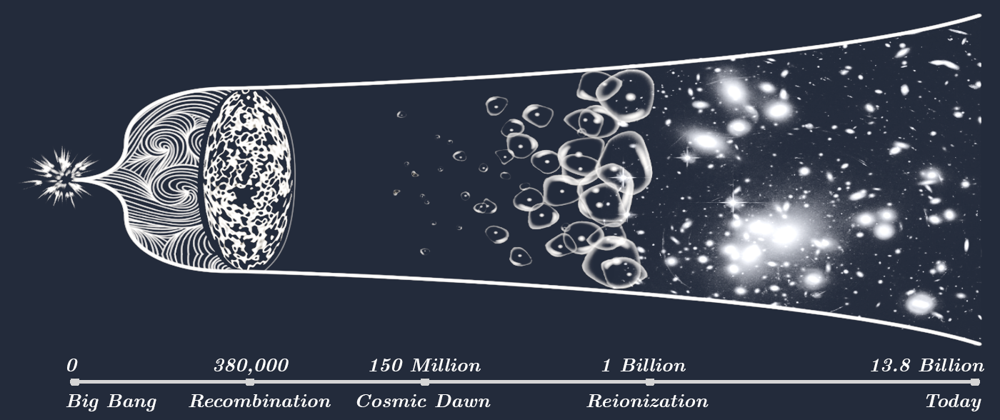 0 380,000 150 Million 1 Billion 13.8 Billion
Big Bang Recombination Cosmic Dawn Reionization Today